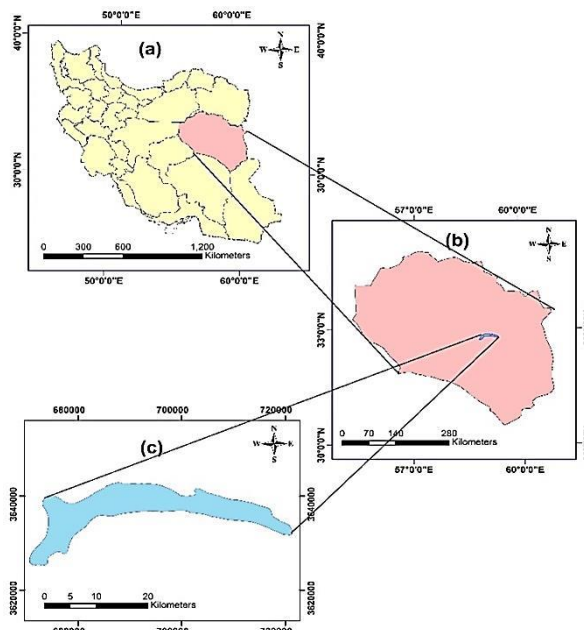 50°0'0"E 60°0'0"E
40°0'0"N
(a)
N
W E
S
30°0'0"N
30°0'0"N
0 300 600 1,200
Kilometers
50°0'0"E 60°0'0"E
57°0'0"E 60°0'0"E
(b)
N
W E
S
33°0'0"N
30°0'0"N
0 70 140 280
Kilometers
57°0'0"E 60°0'0"E
680000 700000 720000
(c)
N
W E
S
3640000
3640000
3620000
3620000
0 5 10 20
Kilometers